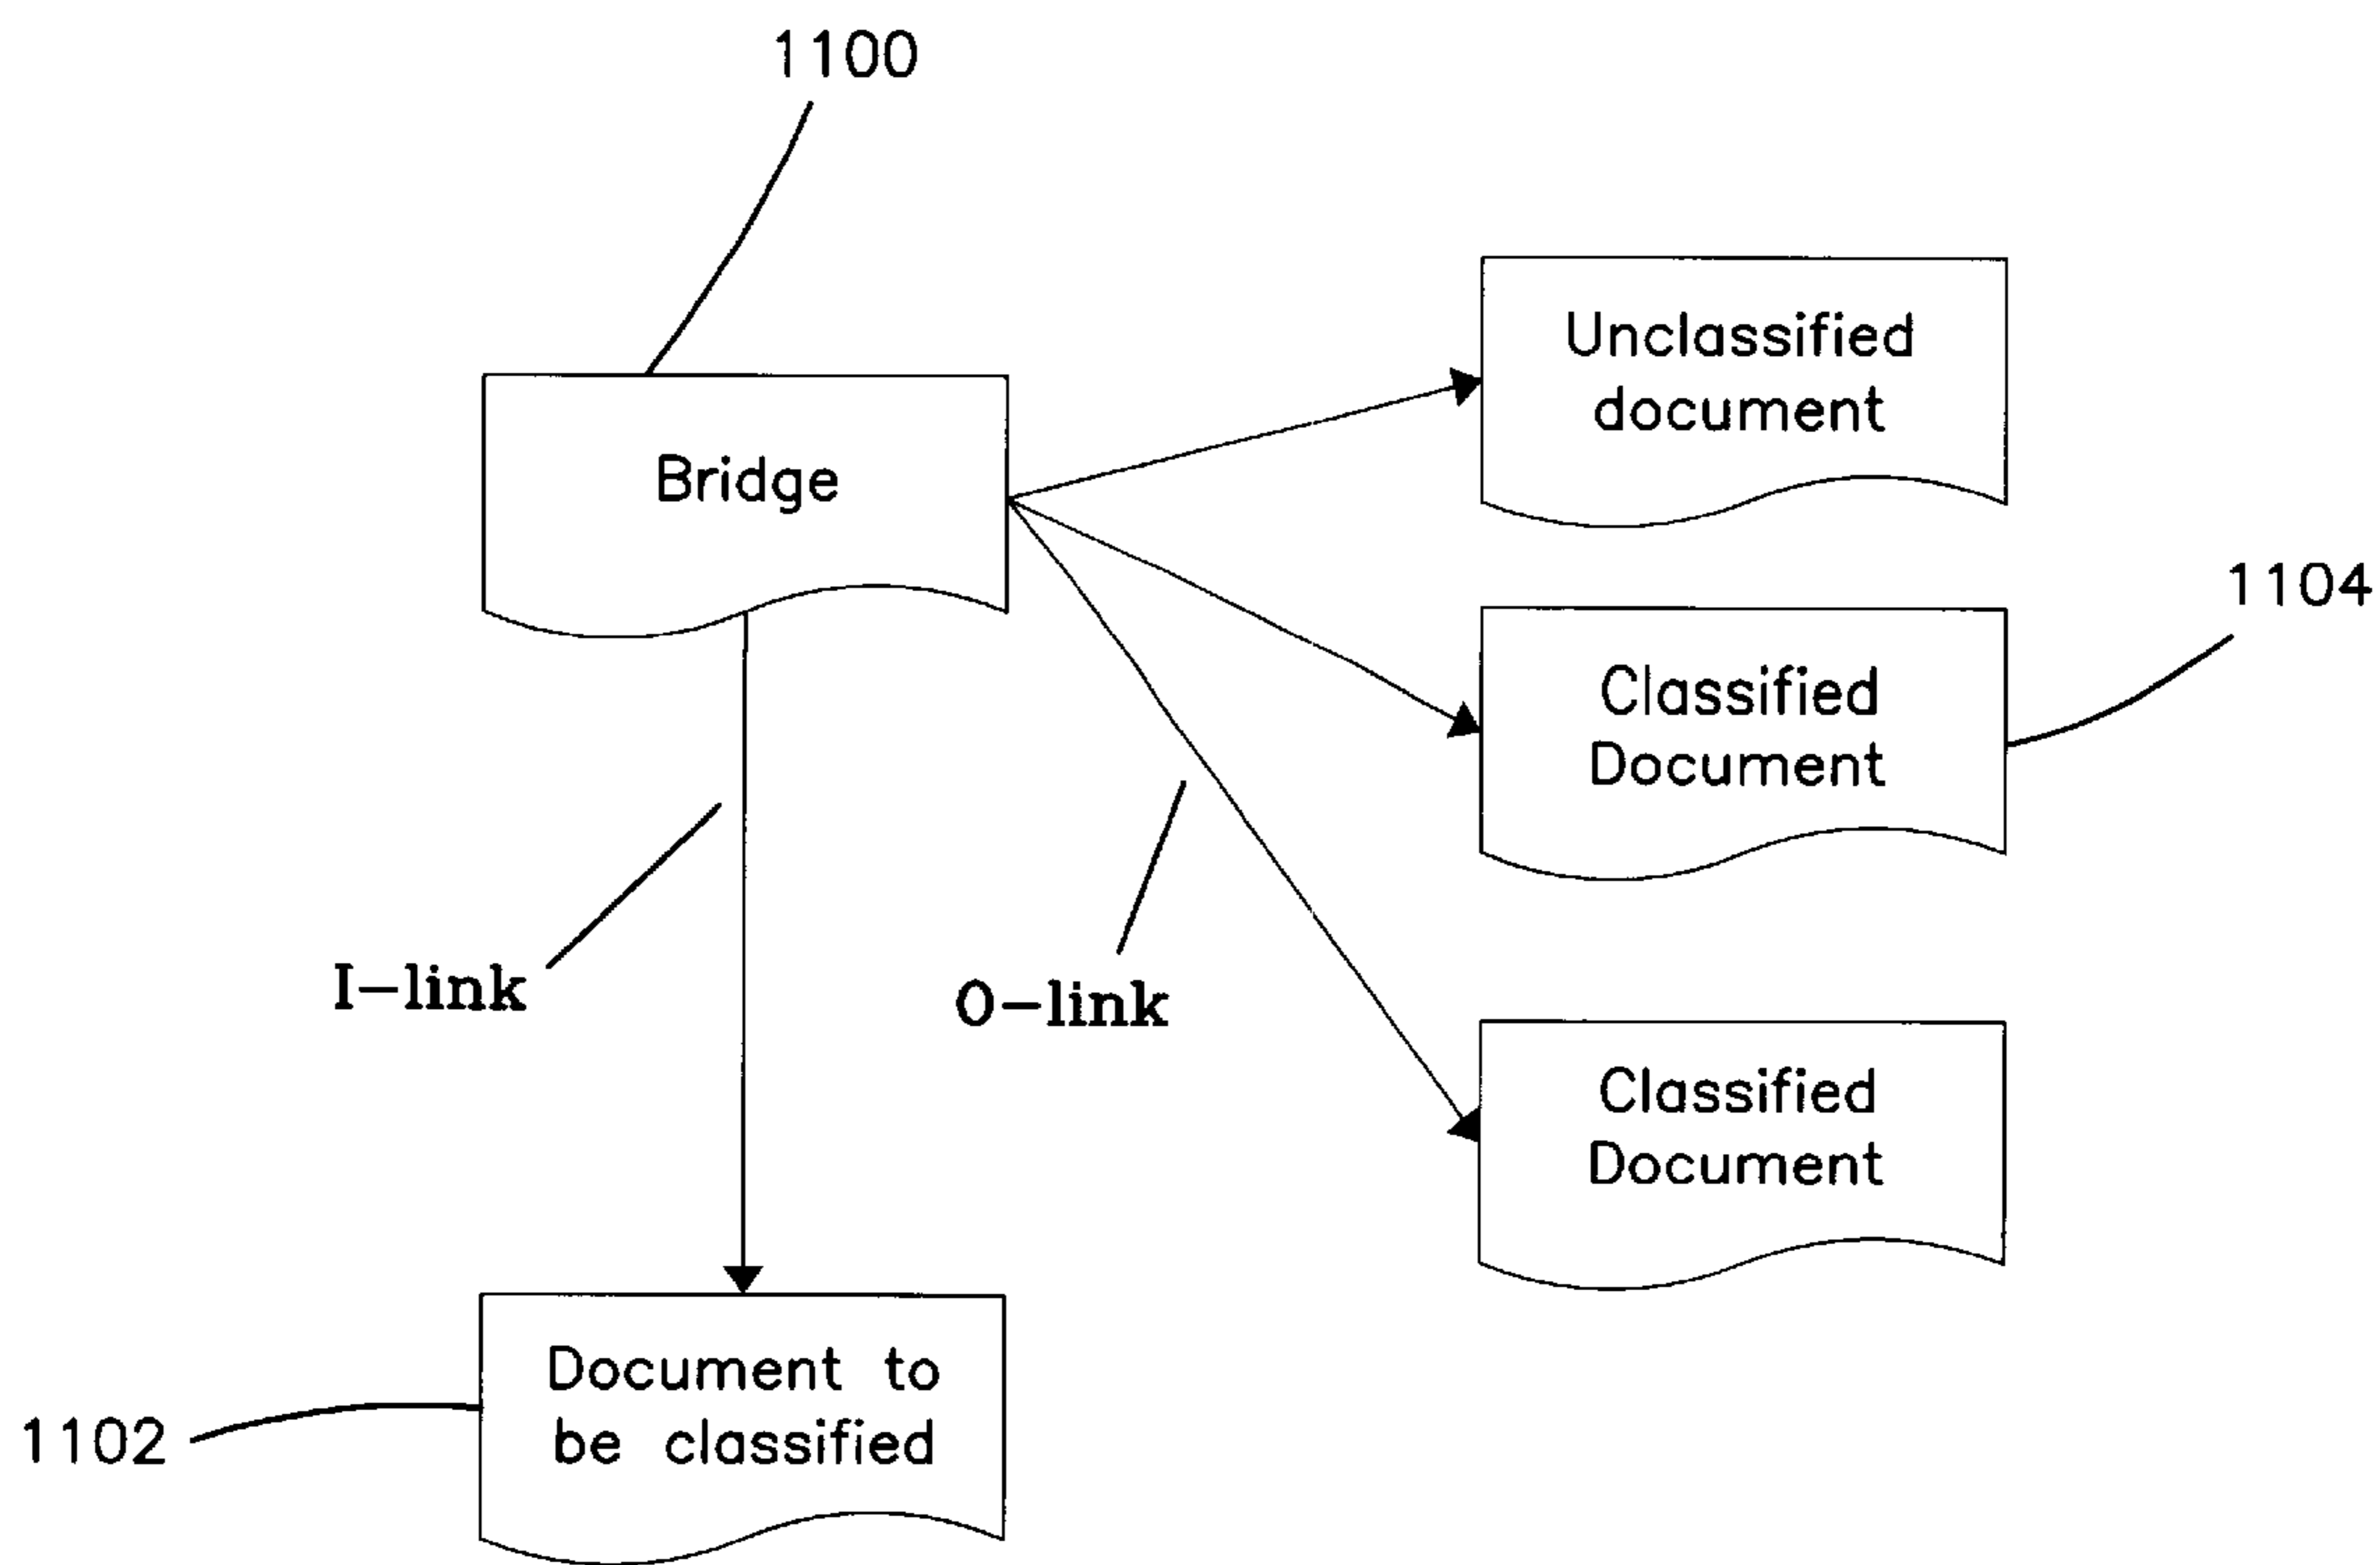 1100
Unclassified
document
Bridge
1104
Classified
Document
I-link
O-link
Classified
Document
Document to
be classified
1102